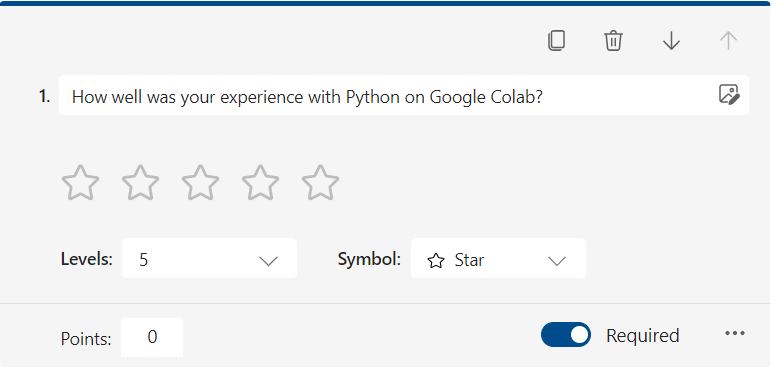 1. How well was your experience with Python on Google Colab?
Levels: 5 Symbol: Star
Points: 0 Required